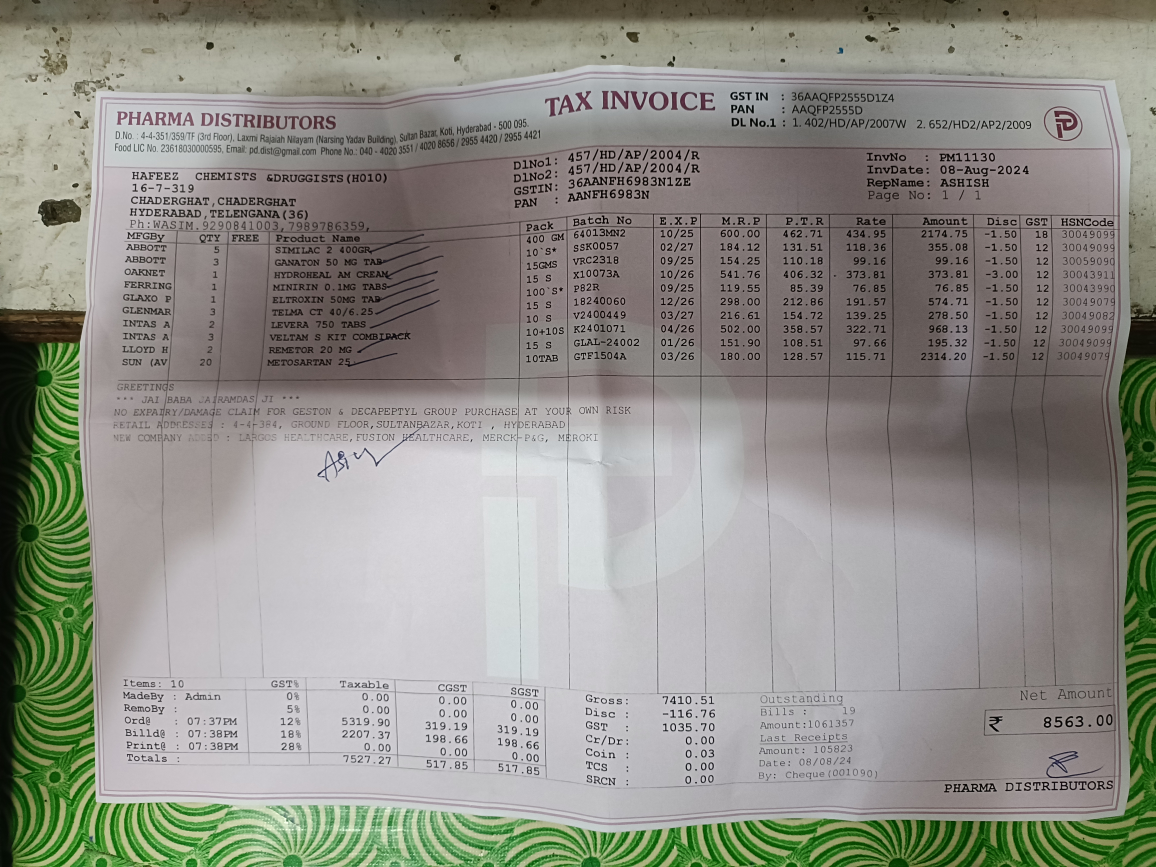 PHARMA DISTRIBUTORS
D.No. : 4-4-351/359/TF (3rd Floor), Laxmi Rajaiah Nilayam (Narsing Yadav Building), Sultan Bazar, Koti, Hyderabad - 500 095.
Food LIC No. 23618030000595, Email: pd.dist@gmail.com Phone No.: 040 - 4020 3551 / 4020 8656 / 2955 4420 / 2955 4421
TAX INVOICE
GST IN : 36AAQFP2555D1Z4
PAN : AAQFP2555D
DL No.1 : 1. 402/HD/AP/2007W 2. 652/HD2/AP2/2009
HAFEEZ CHEMISTS &DRUGGISTS(H010)
16-7-319
CHADERGHAT,CHADERGHAT
HYDERABAD,TELENGANA(36)
Ph:WASIM.9290841003,7989786359,
DlNo1: 457/HD/AP/2004/R
DlNo2: 457/HD/AP/2004/R
GSTIN: 36AANFH6983N1ZE
PAN : AANFH6983N
InvNo : PM11130
InvDate: 08-Aug-2024
RepName: ASHISH
Page No: 1 / 1
MFGBy QTY FREE Product Name Pack Batch No E.X.P M.R.P P.T.R Rate Amount Disc GST HSNCode
ABBOTT 5 SIMILAC 2 400GR 400 GM 64013MN2 10/25 600.00 462.71 434.95 2174.75 -1.50 18 30049099
ABBOTT 3 GANATON 50 MG TAB 10`S* SSK0057 02/27 184.12 131.51 118.36 355.08 -1.50 12 30049099
OAKNET 1 HYDROHEAL AM CREAM 15GMS VRC2318 09/25 154.25 110.18 99.16 99.16 -1.50 12 30059090
FERRING 1 MINIRIN 0.1MG TABS 15 S X10073A 10/26 541.76 406.32 373.81 373.81 -3.00 12 30043911
GLAXO P 1 ELTROXIN 50MG TAB 100`S* P82R 09/25 119.55 85.39 76.85 76.85 -1.50 12 30043990
GLENMAR 3 TELMA CT 40/6.25 15 S 18240060 12/26 298.00 212.86 191.57 574.71 -1.50 12 30049079
INTAS A 2 LEVERA 750 TABS 10 S V2400449 03/27 216.61 154.72 139.25 278.50 -1.50 12 30049082
INTAS A 3 VELTAM S KIT COMBIPACK 10+10S K2401071 04/26 502.00 358.57 322.71 968.13 -1.50 12 30049099
LLOYD H 2 REMETOR 20 MG 15 S GLAL-24002 01/26 151.90 108.51 97.66 195.32 -1.50 12 30049099
SUN (AV 20 METOSARTAN 25 10TAB GTF1504A 03/26 180.00 128.57 115.71 2314.20 -1.50 12 30049079
GREETINGS
*** JAI BABA JAIRAMDAS JI ***
NO EXPAIRY/DAMAGE CLAIM FOR GESTON & DECAPEPTYL GROUP PURCHASE AT YOUR OWN RISK
RETAIL ADDRESSES : 4-4-384, GROUND FLOOR,SULTANBAZAR,KOTI , HYDERABAD
NEW COMPANY ADDED : LARGOS HEALTHCARE,FUSION HEALTHCARE, MERCK-P&G, MEROKI
Items: 10 GST% Taxable CGST SGST
MadeBy : Admin 0% 0.00 0.00 0.00
RemoBy : 5% 0.00 0.00 0.00
Ord@ : 07:37PM 12% 5319.90 319.19 319.19
Billd@ : 07:38PM 18% 2207.37 198.66 198.66
Print@ : 07:38PM 28% 0.00 0.00 0.00
Totals : 7527.27 517.85 517.85
Gross: 7410.51
Disc : -116.76
GST : 1035.70
Cr/Dr: 0.00
Coin : 0.03
TCS : 0.00
SRCN : 0.00
Outstanding
Bills : 19
Amount:1061357
Last Receipts
Amount: 105823
Date: 08/08/24
By: Cheque(001090)
Net Amount
₹ 8563.00
PHARMA DISTRIBUTORS